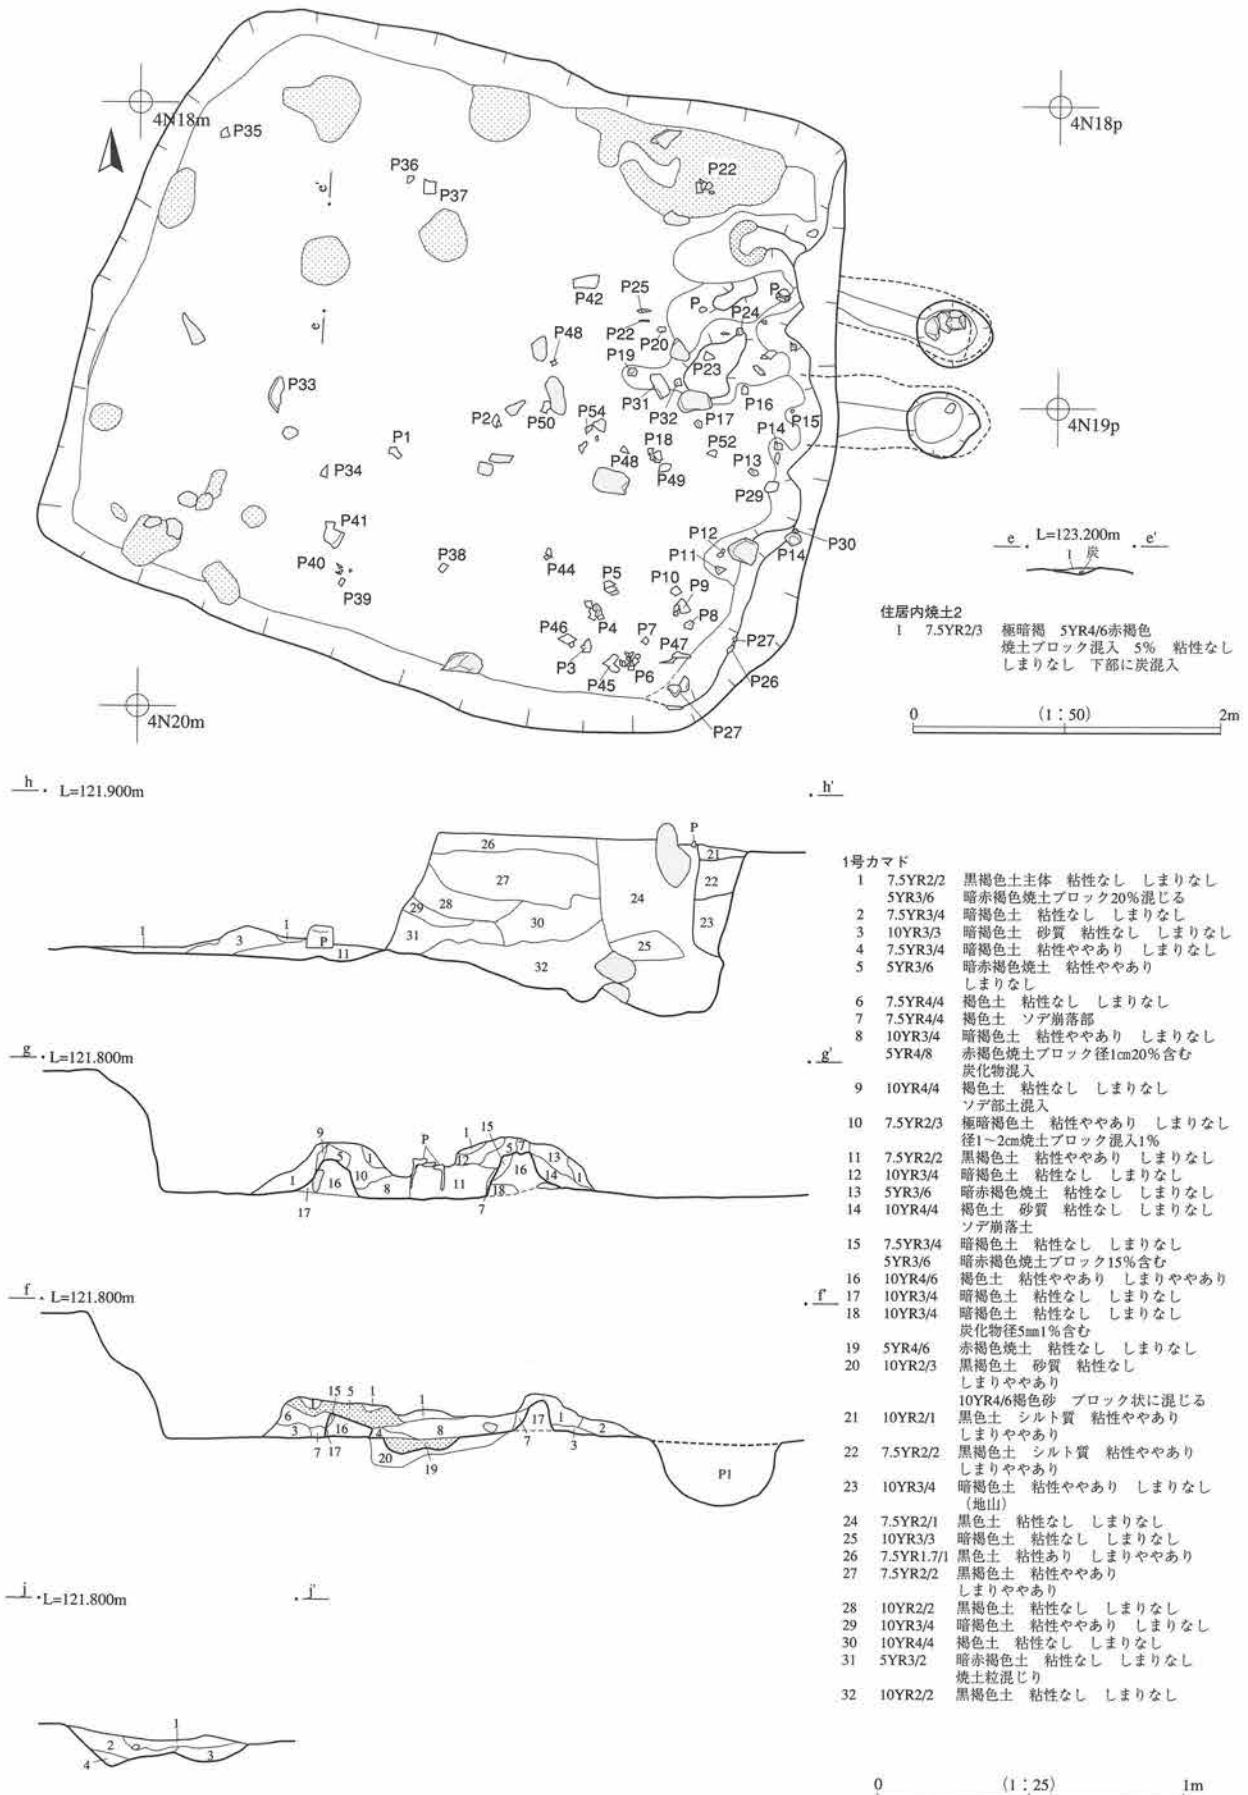 4N18m
4N18p
P35
P36
P37
P22
e'
P42
P25
P
P
P24
e
P22
P20
P48
P19
P23
P33
P31
P32
P16
P2
P50
P54
P17
P14
P15
4N19p
P1
P18
P52
P34
P48
P49
P13
P29
P41
P12
P30
P14
P11
P40
P38
P44
P39
P5
P10
P9
P8
P46
P4
P7
P47
P27
P3
P45
P6
P26
P27
4N20m
e L=123.200m e'
1 炭
住居内焼土2
1 7.5YR2/3 極暗褐 5YR4/6赤褐色
焼土ブロック混入 5% 粘性なし
しまりなし 下部に炭混入
0 (1:50) 2m
h L=121.900m h'
P
26
21
27
22
24
29 28
30
23
1
3
1
P
31
25
11
32
g L=121.800m g'
9
P
1
15
5
1
5 7
12
13
1
16
10
8
11
16
14
1
18
17
7
f L=121.800m f'
15 5 1
1
1
6
3
16
4
8
17
1
2
7 17
20
19
7
3
P1
j L=121.800m j'
1
2
3
4
1号カマド
1 7.5YR2/2 黒褐色土主体 粘性なし しまりなし
5YR3/6 暗赤褐色焼土ブロック20%混じる
2 7.5YR3/4 暗褐色土 粘性なし しまりなし
3 10YR3/3 暗褐色土 砂質 粘性なし しまりなし
4 7.5YR3/4 暗褐色土 粘性ややあり しまりなし
5 5YR3/6 暗赤褐色焼土 粘性ややあり
しまりなし
6 7.5YR4/4 褐色土 粘性なし しまりなし
7 7.5YR4/4 褐色土 ソデ崩落部
8 10YR3/4 暗褐色土 粘性ややあり しまりなし
5YR4/8 赤褐色焼土ブロック径1㎝20%含む
炭化物混入
9 10YR4/4 褐色土 粘性なし しまりなし
ソデ部土混入
10 7.5YR2/3 極暗褐色土 粘性ややあり しまりなし
径1~2㎝焼土ブロック混入1%
11 7.5YR2/2 黒褐色土 粘性ややあり しまりなし
12 10YR3/4 暗褐色土 粘性なし しまりなし
13 5YR3/6 暗赤褐色焼土 粘性なし しまりなし
14 10YR4/4 褐色土 砂質 粘性なし しまりなし
ソデ崩落土
15 7.5YR3/4 暗褐色土 粘性なし しまりなし
5YR3/6 暗赤褐色焼土ブロック15%含む
16 10YR4/6 褐色土 粘性ややあり しまりややあり
17 10YR3/4 暗褐色土 粘性なし しまりなし
18 10YR3/4 暗褐色土 粘性なし しまりなし
炭化物径5㎜1%含む
19 5YR4/6 赤褐色焼土 粘性なし しまりなし
20 10YR2/3 黒褐色土 砂質 粘性なし
しまりややあり
10YR4/6褐色砂 ブロック状に混じる
21 10YR2/1 黒色土 シルト質 粘性ややあり
しまりややあり
22 7.5YR2/2 黒褐色土 シルト質 粘性ややあり
しまりややあり
23 10YR3/4 暗褐色土 粘性ややあり しまりなし
(地山)
24 7.5YR2/1 黒色土 粘性なし しまりなし
25 10YR3/3 暗褐色土 粘性なし しまりなし
26 7.5YR1.7/1 黒色土 粘性あり しまりややあり
27 7.5YR2/2 黒褐色土 粘性ややあり
しまりややあり
28 10YR2/2 黒褐色土 粘性なし しまりなし
29 10YR3/4 暗褐色土 粘性ややあり しまりなし
30 10YR4/4 褐色土 粘性なし しまりなし
31 5YR3/2 暗赤褐色土 粘性なし しまりなし
焼土粒混じり
32 10YR2/2 黒褐色土 粘性なし しまりなし
0 (1:25) 1m